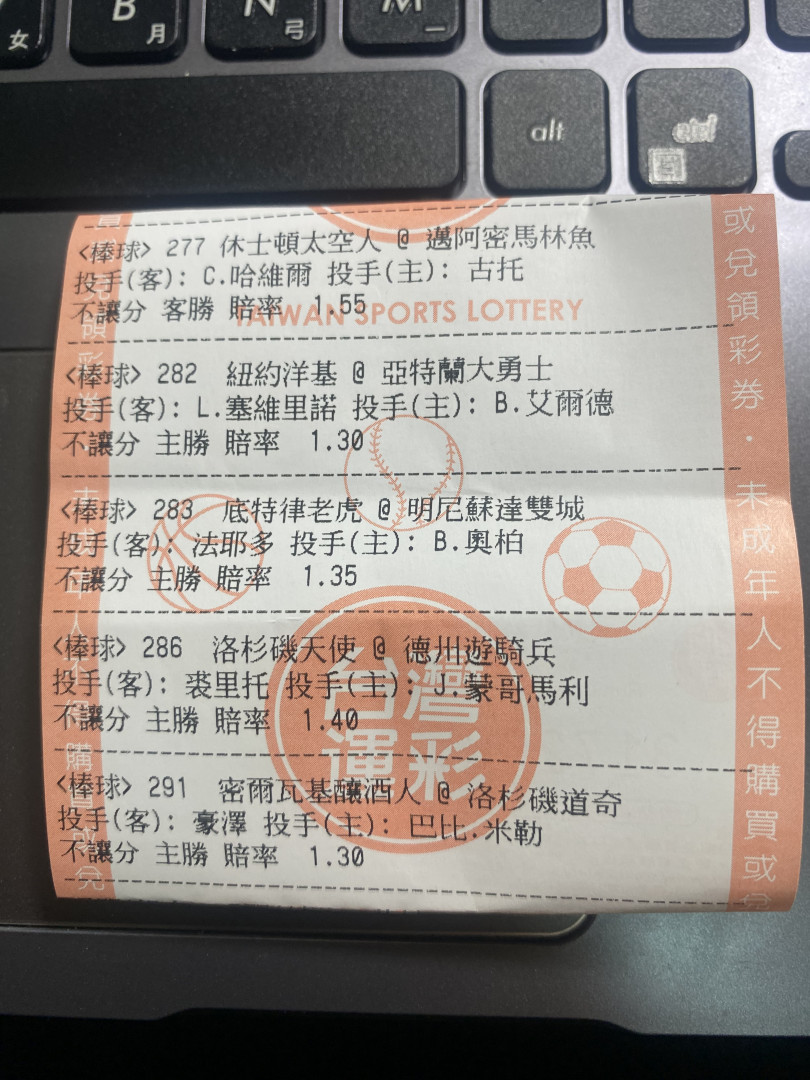 B 月
N 弓
M 一
女
alt
ctrl
<棒球> 277 休士頓太空人 @ 邁阿密馬林魚
投手(客): C.哈維爾 投手(主): 古托
不讓分 客勝 賠率 1.55
TAIWAN SPORTS LOTTERY
<棒球> 282 紐約洋基 @ 亞特蘭大勇士
投手(客): L.塞維里諾 投手(主): B.艾爾德
不讓分 主勝 賠率 1.30
<棒球> 283 底特律老虎 @ 明尼蘇達雙城
投手(客): 法耶多 投手(主): B.奧柏
不讓分 主勝 賠率 1.35
<棒球> 286 洛杉磯天使 @ 德州遊騎兵
投手(客): 裘里托 投手(主): J.蒙哥馬利
不讓分 主勝 賠率 1.40
台灣
運彩
<棒球> 291 密爾瓦基釀酒人 @ 洛杉磯道奇
投手(客): 豪澤 投手(主): 巴比.米勒
不讓分 主勝 賠率 1.30
或兌領彩券・未成年人不得購買或